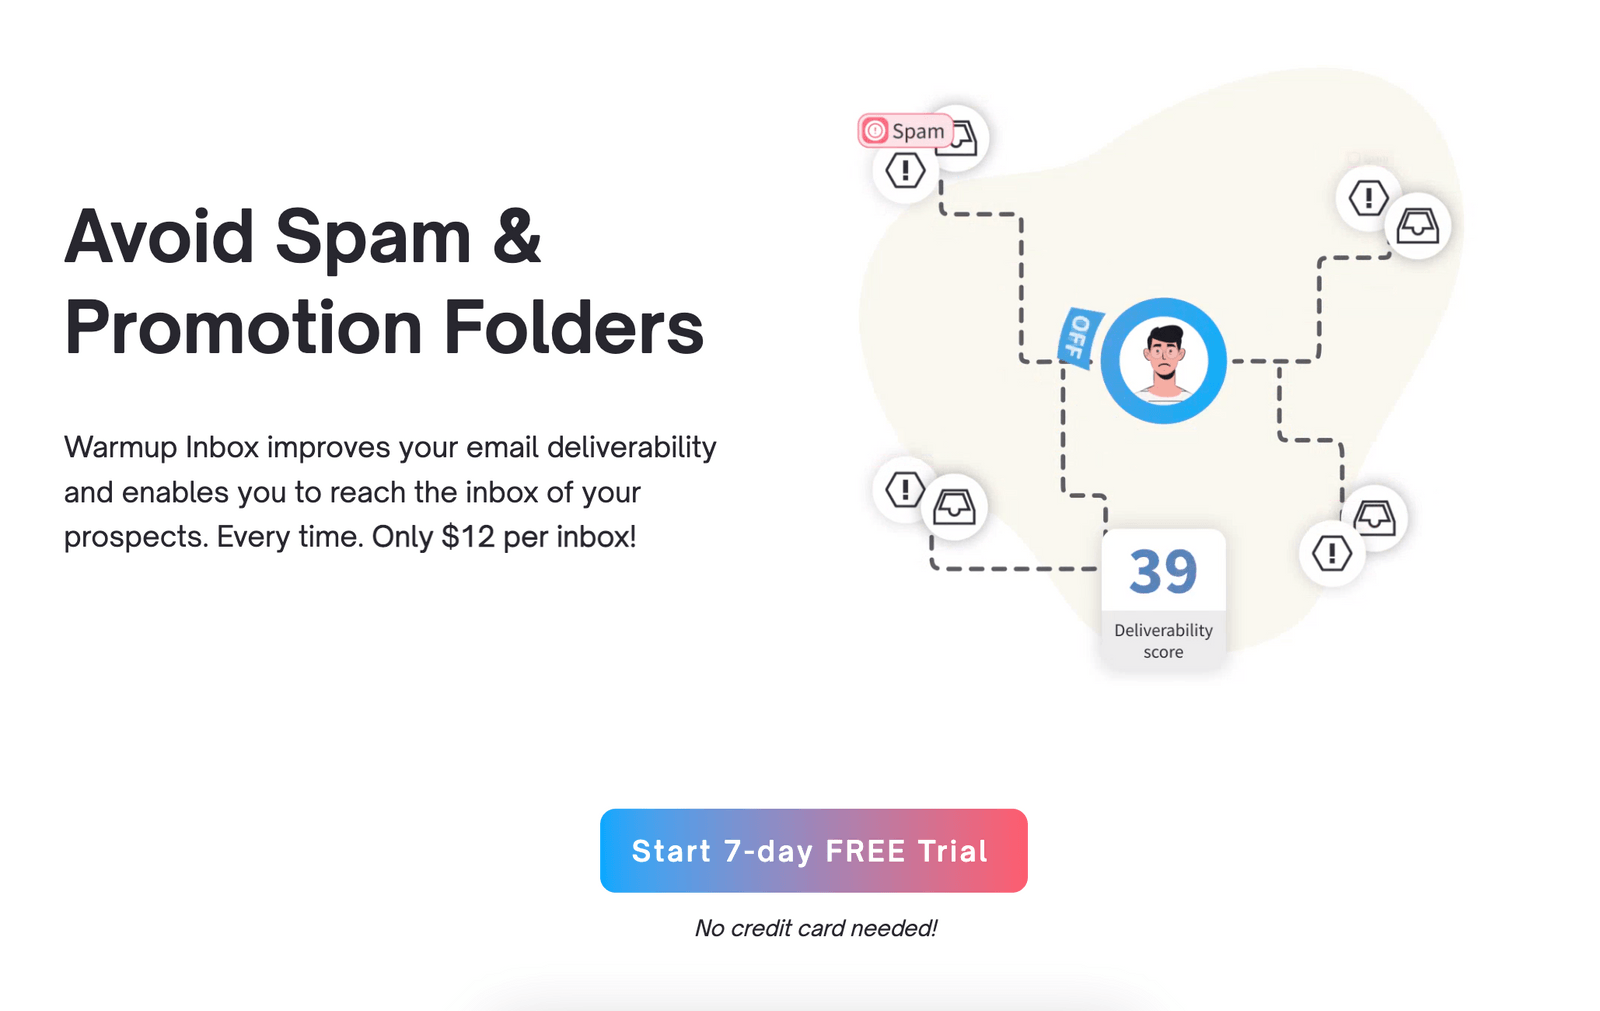 Avoid Spam &
Promotion Folders
Warmup Inbox improves your email deliverability
and enables you to reach the inbox of your
prospects. Every time. Only $12 per inbox!
Spam
OFF
39
Deliverability
score
Start 7-day FREE Trial
No credit card needed!